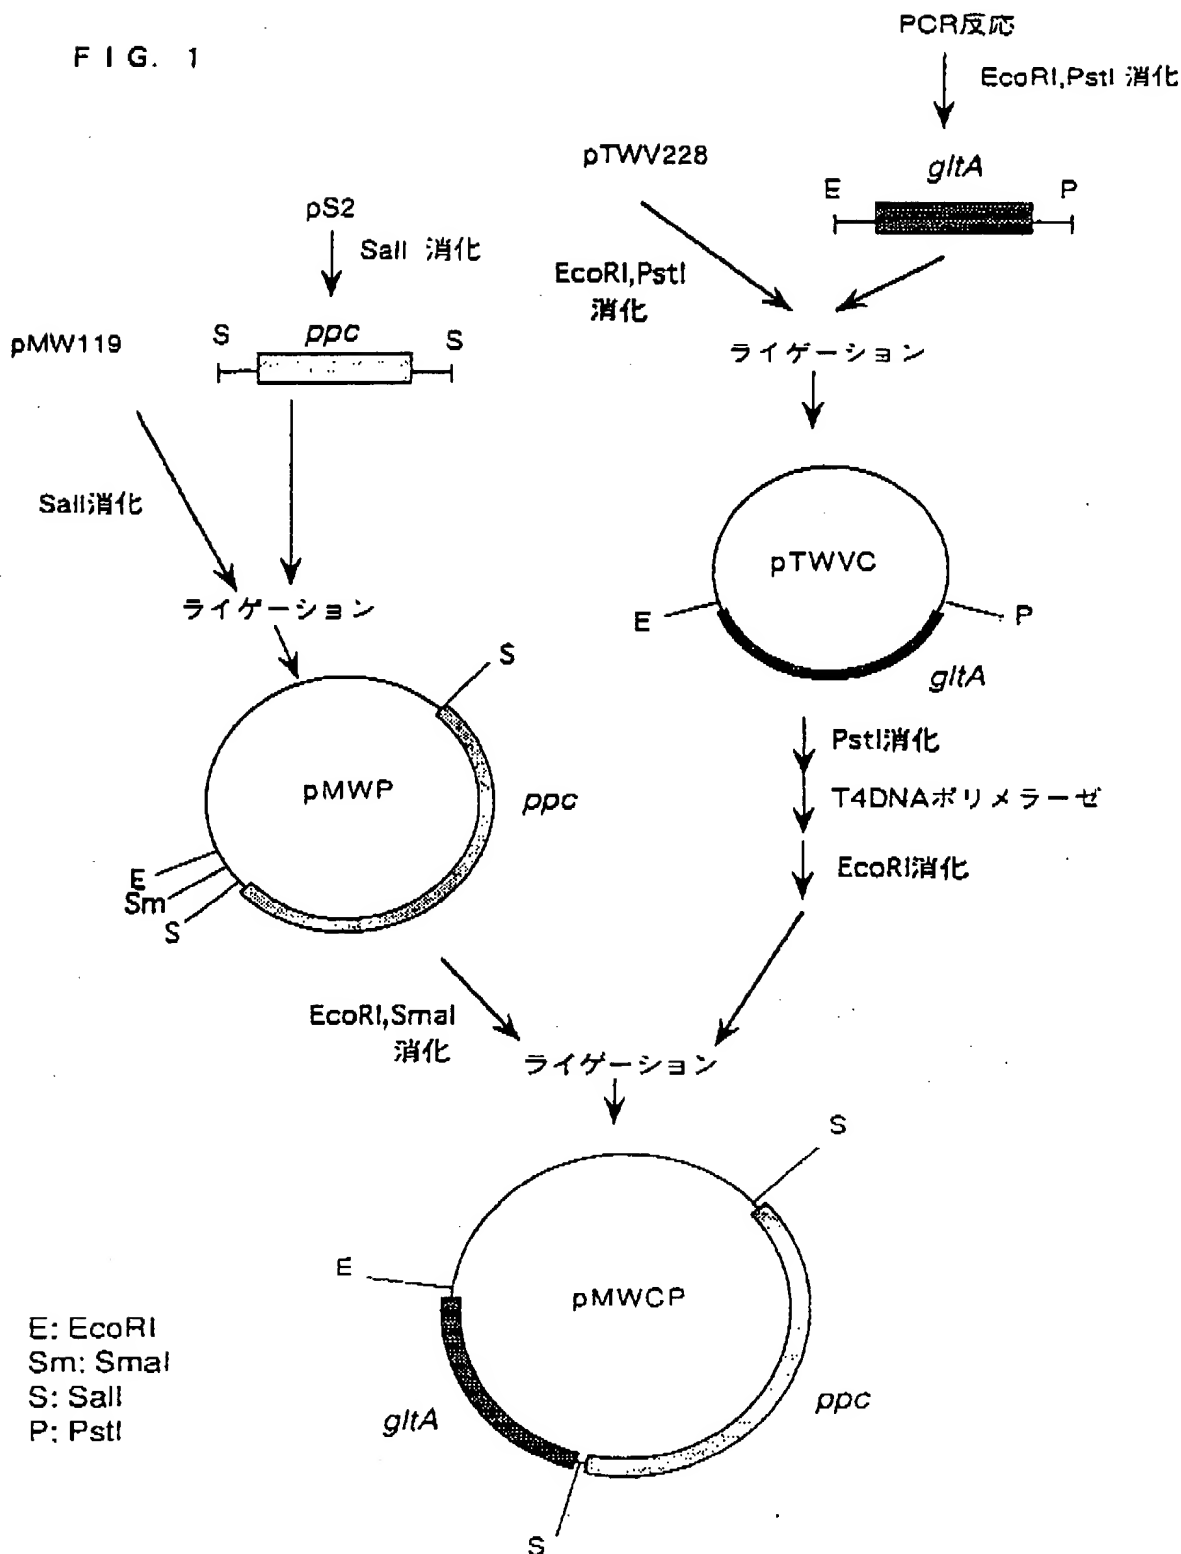 FIG. 1
PCR反応
EcoRI,PstI 消化
pTWV228
gltA
E
P
pS2
SalI 消化
EcoRI,PstI
消化
pMW119
S
ppc
S
ライゲーション
SalI消化
pTWVC
ライゲーション
E
P
gltA
S
PstI消化
pMWP
ppc
T4DNAポリメラーゼ
EcoRI消化
E
Sm
S
EcoRI,SmaI
消化
ライゲーション
S
E
pMWCP
E: EcoRI
Sm: SmaI
S: SalI
P: PstI
gltA
ppc
S